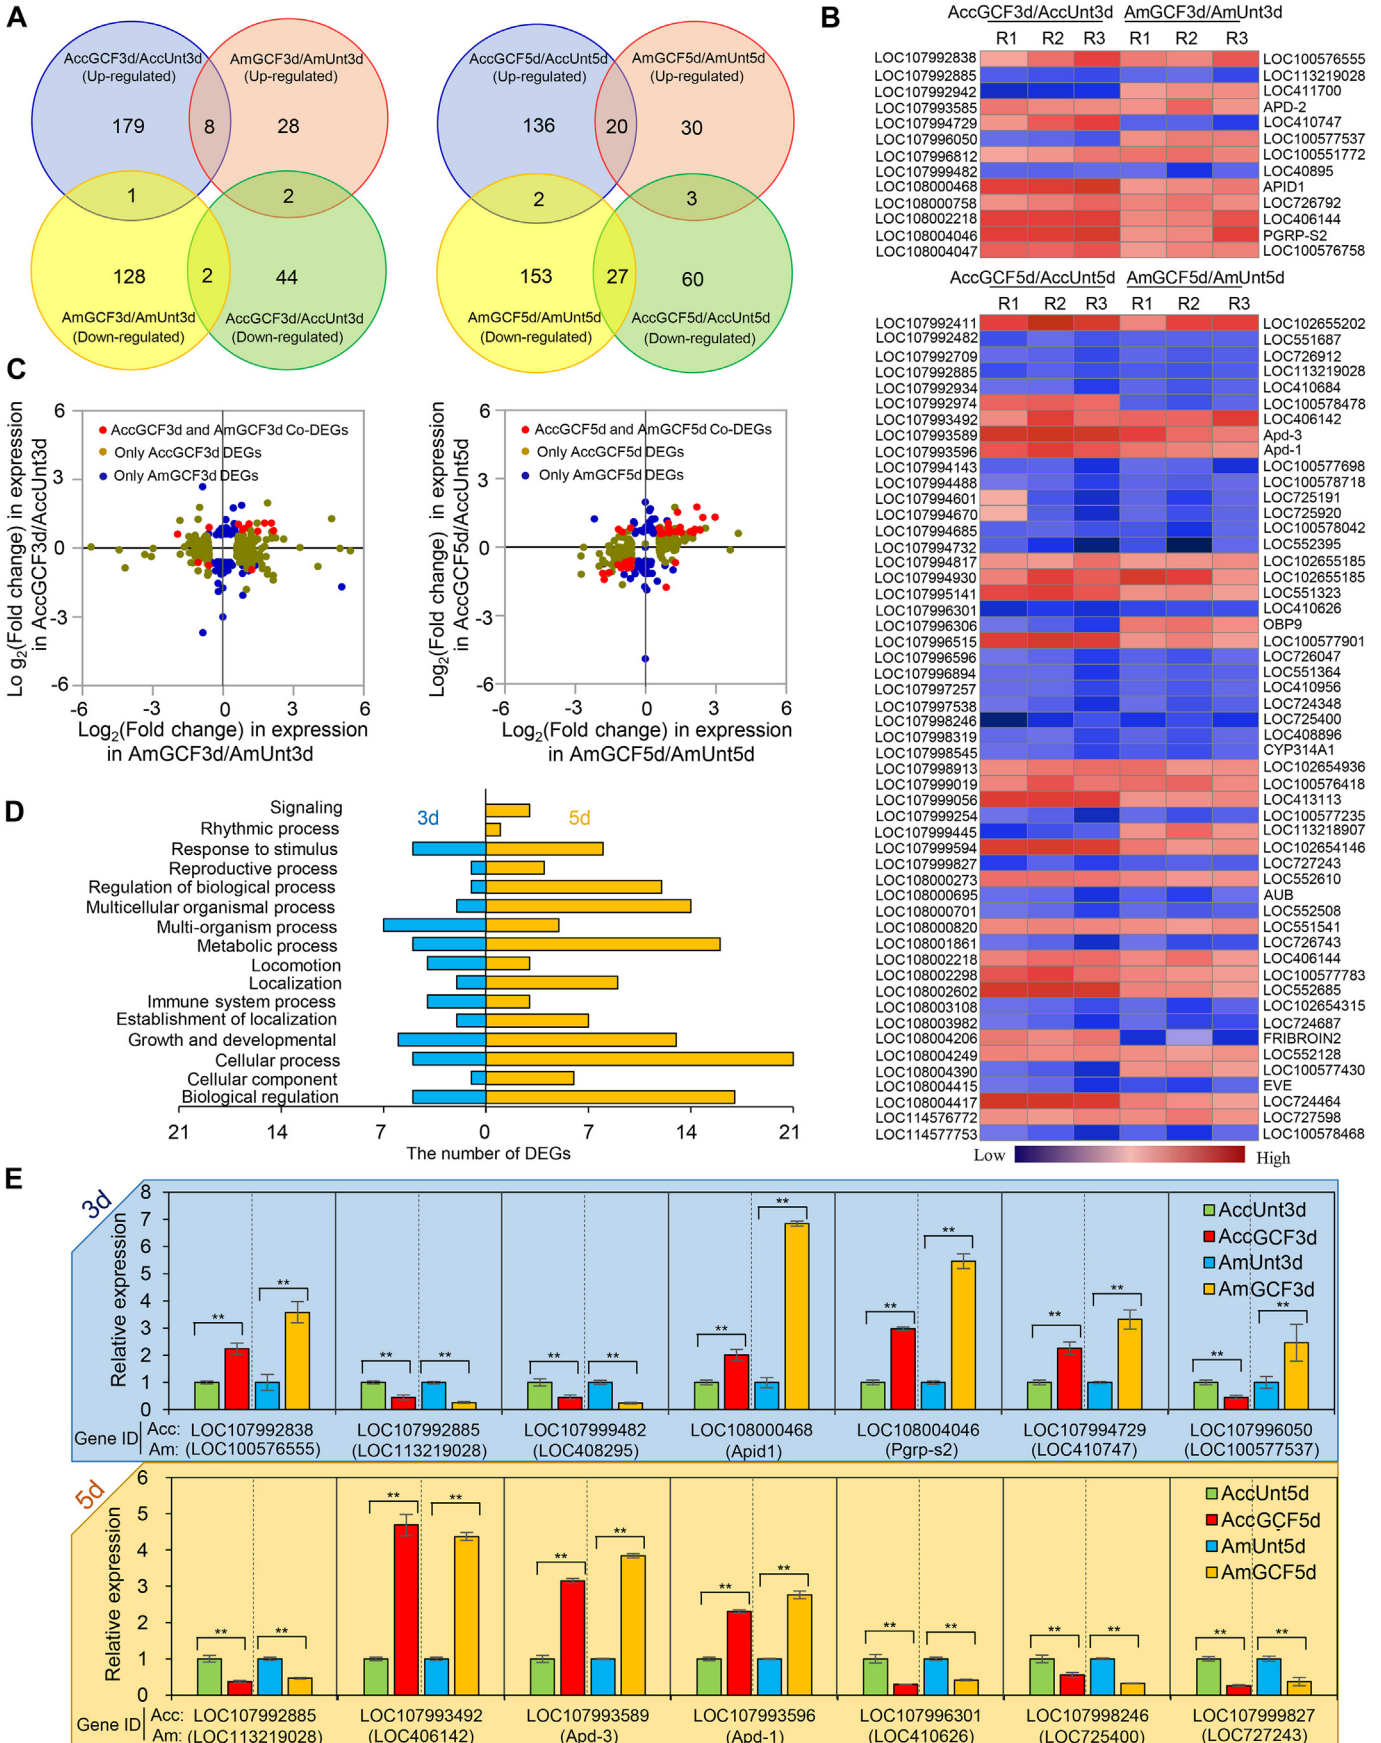 A
AccGCF3d/AccUnt3d
(Up-regulated)
AmGCF3d/AmUnt3d
(Up-regulated)
179
8
28
1
2
128
2
44
AmGCF3d/AmUnt3d
(Down-regulated)
AccGCF3d/AccUnt3d
(Down-regulated)
AccGCF5d/AccUnt5d
(Up-regulated)
AmGCF5d/AmUnt5d
(Up-regulated)
136
20
30
2
3
153
27
60
AmGCF5d/AmUnt5d
(Down-regulated)
AccGCF5d/AccUnt5d
(Down-regulated)
B
AccGCF3d/AccUnt3d AmGCF3d/AmUnt3d
R1 R2 R3 R1 R2 R3
LOC107992838 LOC100576555
LOC107992885 LOC113219028
LOC107992942 LOC411700
LOC107993585 APD-2
LOC107994729 LOC410747
LOC107996050 LOC100577537
LOC107996812 LOC100551772
LOC107999482 LOC40895
LOC108000468 APID1
LOC108000758 LOC726792
LOC108002218 LOC406144
LOC108004046 PGRP-S2
LOC108004047 LOC100576758
AccGCF5d/AccUnt5d AmGCF5d/AmUnt5d
R1 R2 R3 R1 R2 R3
LOC107992411 LOC102655202
LOC107992482 LOC551687
LOC107992709 LOC726912
LOC107992885 LOC113219028
LOC107992934 LOC410684
LOC107992974 LOC100578478
LOC107993492 LOC406142
LOC107993589 Apd-3
LOC107993596 Apd-1
LOC107994143 LOC100577698
LOC107994488 LOC100578718
LOC107994601 LOC725191
LOC107994670 LOC725920
LOC107994685 LOC100578042
LOC107994732 LOC552395
LOC107994817 LOC102655185
LOC107994930 LOC102655185
LOC107995141 LOC551323
LOC107996301 LOC410626
LOC107996306 OBP9
LOC107996515 LOC100577901
LOC107996596 LOC726047
LOC107996894 LOC551364
LOC107997257 LOC410956
LOC107997538 LOC724348
LOC107998246 LOC725400
LOC107998319 LOC408896
LOC107998545 CYP314A1
LOC107998913 LOC102654936
LOC107999019 LOC100576418
LOC107999056 LOC413113
LOC107999254 LOC100577235
LOC107999445 LOC113218907
LOC107999594 LOC102654146
LOC107999827 LOC727243
LOC108000273 LOC552610
LOC108000695 AUB
LOC108000701 LOC552508
LOC108000820 LOC551541
LOC108001861 LOC726743
LOC108002218 LOC406144
LOC108002298 LOC100577783
LOC108002602 LOC552685
LOC108003108 LOC102654315
LOC108003982 LOC724687
LOC108004206 FRIBROIN2
LOC108004249 LOC552128
LOC108004390 LOC100577430
LOC108004415 EVE
LOC108004417 LOC724464
LOC114576772 LOC727598
LOC114577753 LOC100578468
Low High
C
Lo g2(Fold change) in expression
in AccGCF3d/AccUnt3d
6
3
0
-3
-6
AccGCF3d and AmGCF3d Co-DEGs
Only AccGCF3d DEGs
Only AmGCF3d DEGs
-6 -3 0 3 6
Log2(Fold change) in expression
in AmGCF3d/AmUnt3d
Log2(Fold change) in expression
in AccGCF5d/AccUnt5d
6
3
0
-3
-6
AccGCF5d and AmGCF5d Co-DEGs
Only AccGCF5d DEGs
Only AmGCF5d DEGs
-6 -3 0 3 6
Log2(Fold change) in expression
in AmGCF5d/AmUnt5d
D
3d 5d
Signaling
Rhythmic process
Response to stimulus
Reproductive process
Regulation of biological process
Multicellular organismal process
Multi-organism process
Metabolic process
Locomotion
Localization
Immune system process
Establishment of localization
Growth and developmental
Cellular process
Cellular component
Biological regulation
21 14 7 0 7 14 21
The number of DEGs
E
3d
Relative expression
8
7
6
5
4
3
2
1
0
** ** ** ** ** ** ** ** ** ** ** ** ** **
AccUnt3d
AccGCF3d
AmUnt3d
AmGCF3d
Gene ID
Acc: LOC107992838 LOC107992885 LOC107999482 LOC108000468 LOC108004046 LOC107994729 LOC107996050
Am: (LOC100576555) (LOC113219028) (LOC408295) (Apid1) (Pgrp-s2) (LOC410747) (LOC100577537)
5d
Relative expression
6
5
4
3
2
1
0
** ** ** ** ** ** ** ** ** ** ** ** ** **
AccUnt5d
AccGCF5d
AmUnt5d
AmGCF5d
Gene ID
Acc: LOC107992885 LOC107993492 LOC107993589 LOC107993596 LOC107996301 LOC107998246 LOC107999827
Am: (LOC113219028) (LOC406142) (Apd-3) (Apd-1) (LOC410626) (LOC725400) (LOC727243)